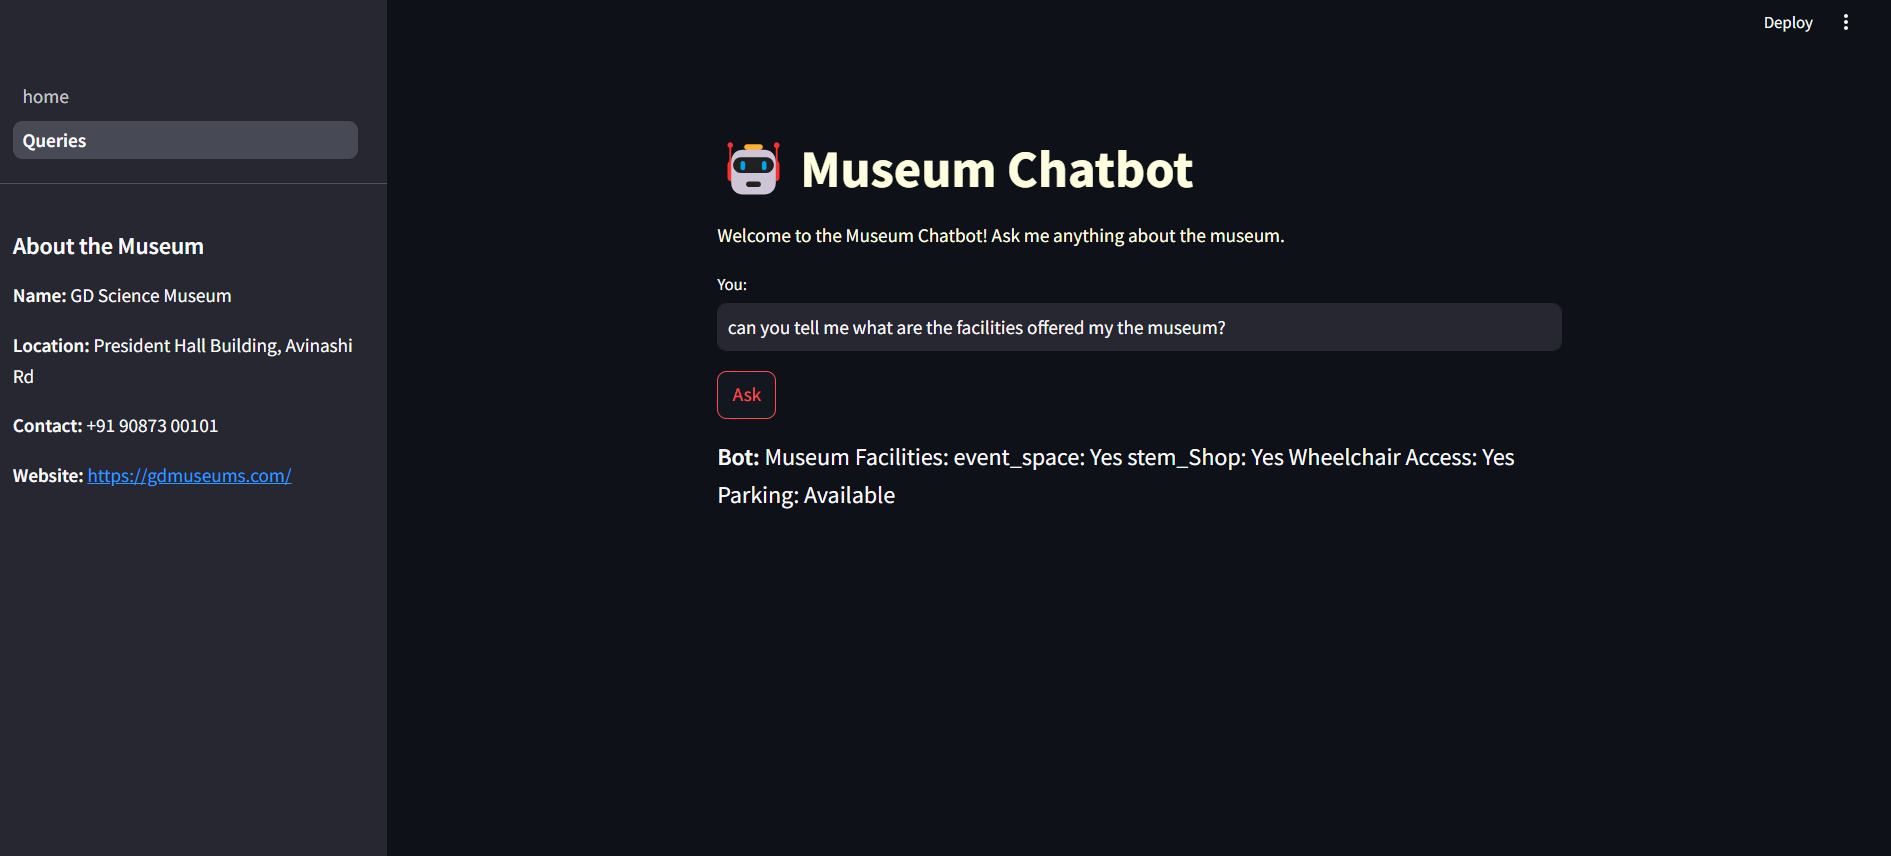 Deploy
home
Queries
About the Museum
Name: GD Science Museum
Location: President Hall Building, Avinashi
Rd
Contact: +91 90873 00101
Website: https://gdmuseums.com/
Museum Chatbot
Welcome to the Museum Chatbot! Ask me anything about the museum.
You:
can you tell me what are the facilities offered my the museum?
Ask
Bot: Museum Facilities: event_space: Yes stem_Shop: Yes Wheelchair Access: Yes
Parking: Available